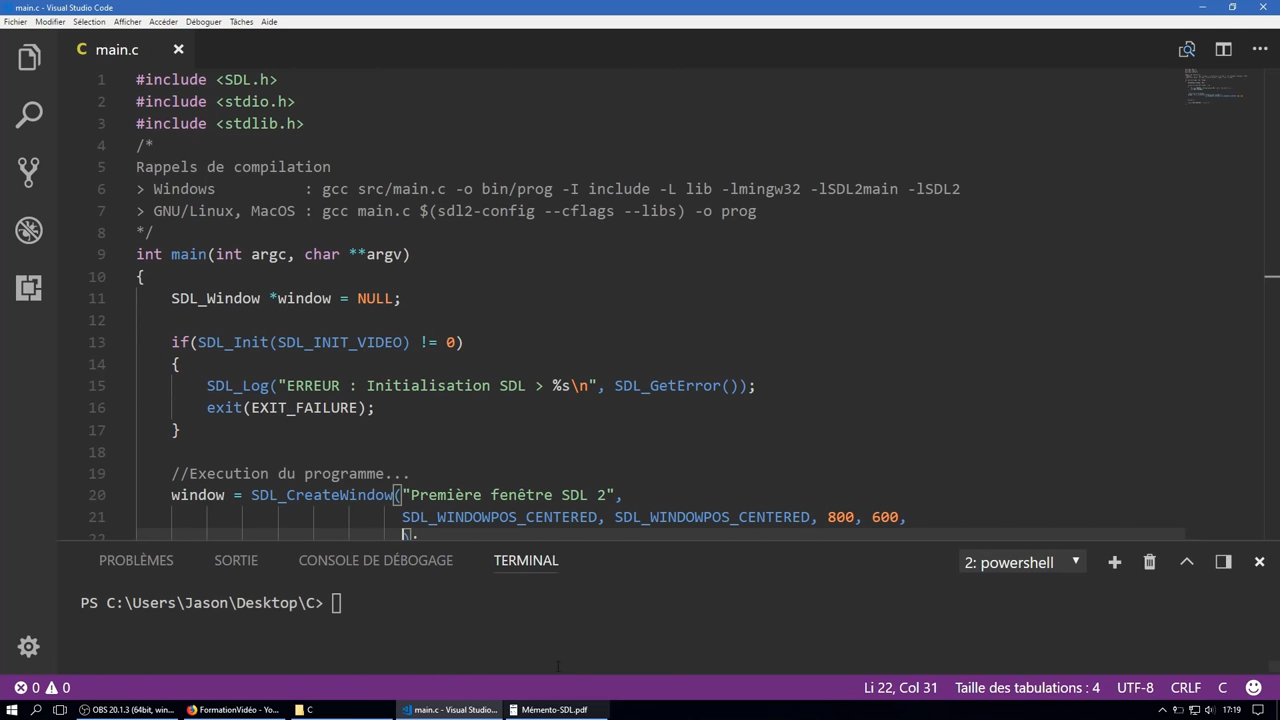 main.c - Visual Studio Code
Fichier Modifier Sélection Afficher Accéder Déboguer Tâches Aide
C main.c
1 #include <SDL.h>
2 #include <stdio.h>
3 #include <stdlib.h>
4 /*
5 Rappels de compilation
6 > Windows : gcc src/main.c -o bin/prog -I include -L lib -lmingw32 -lSDL2main -lSDL2
7 > GNU/Linux, MacOS : gcc main.c $(sdl2-config --cflags --libs) -o prog
8 */
9 int main(int argc, char **argv)
10 {
11 SDL_Window *window = NULL;
12
13 if(SDL_Init(SDL_INIT_VIDEO) != 0)
14 {
15 SDL_Log("ERREUR : Initialisation SDL > %s\n", SDL_GetError());
16 exit(EXIT_FAILURE);
17 }
18
19 //Execution du programme...
20 window = SDL_CreateWindow("Première fenêtre SDL 2",
21 SDL_WINDOWPOS_CENTERED, SDL_WINDOWPOS_CENTERED, 800, 600,
22 );
PROBLÈMES SORTIE CONSOLE DE DÉBOGAGE TERMINAL 2: powershell
PS C:\Users\Jason\Desktop\C>
0 0 Li 22, Col 31 Taille des tabulations : 4 UTF-8 CRLF C
OBS 20.1.3 (64bit, win... FormationVidéo - Yo... C main.c - Visual Studio... Mémento-SDL.pdf 17:19